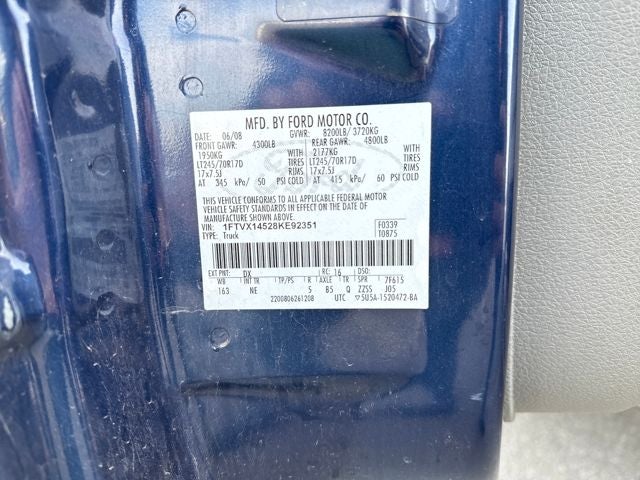 MFD. BY FORD MOTOR CO.
DATE: 06/08 GVWR: 8200LB/ 3720KG
FRONT GAWR: 4300LB REAR GAWR: 4800LB
1950KG WITH 2177KG WITH
LT245/70R17D TIRES LT245/70R17D TIRES
17x7.5J RIMS 17x7.5J RIMS
AT 345 kPa/ 50 PSI COLD AT 415 kPa/ 60 PSI COLD
THIS VEHICLE CONFORMS TO ALL APPLICABLE FEDERAL MOTOR
VEHICLE SAFETY STANDARDS IN EFFECT ON THE DATE OF
MANUFACTURE SHOWN ABOVE.
VIN: 1FTVX14528KE92351 F0339
TYPE: Truck T0875
EXT PNT: DX RC: 16 DSO:
WB INT TR TP/PS R AXLE TR SPR 7F615
163 NE 5 B5 Q ZZSS J05
2200806261208 UTC 5U5A-1520472-BA